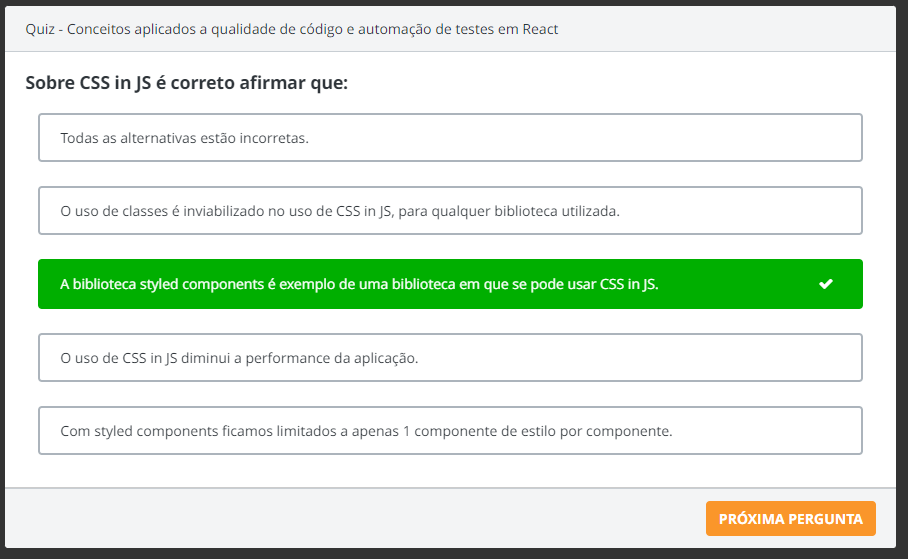 Quiz - Conceitos aplicados a qualidade de código e automação de testes em React
Sobre CSS in JS é correto afirmar que:
Todas as alternativas estão incorretas.
O uso de classes é inviabilizado no uso de CSS in JS, para qualquer biblioteca utilizada.
A biblioteca styled components é exemplo de uma biblioteca em que se pode usar CSS in JS.
O uso de CSS in JS diminui a performance da aplicação.
Com styled components ficamos limitados a apenas 1 componente de estilo por componente.
PRÓXIMA PERGUNTA